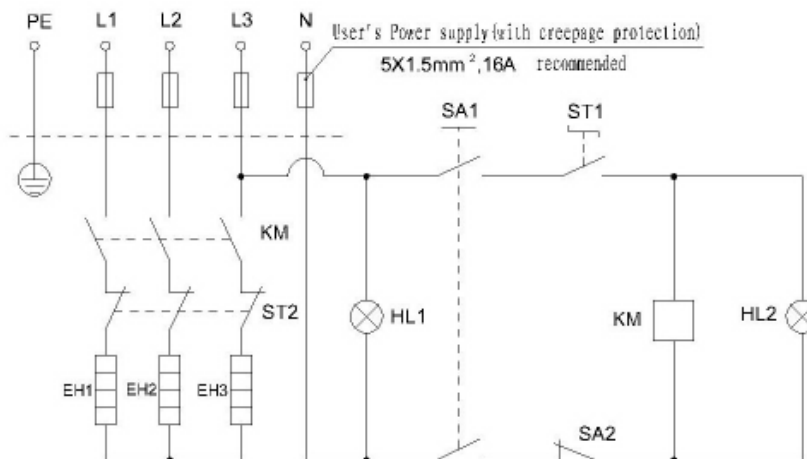 PE L1 L2 L3 N
User's Power supply(with creepage protection)
5X1.5mm²,16A recommended
SA1 ST1
KM
ST2 HL1 KM HL2
EH1 EH2 EH3
SA2